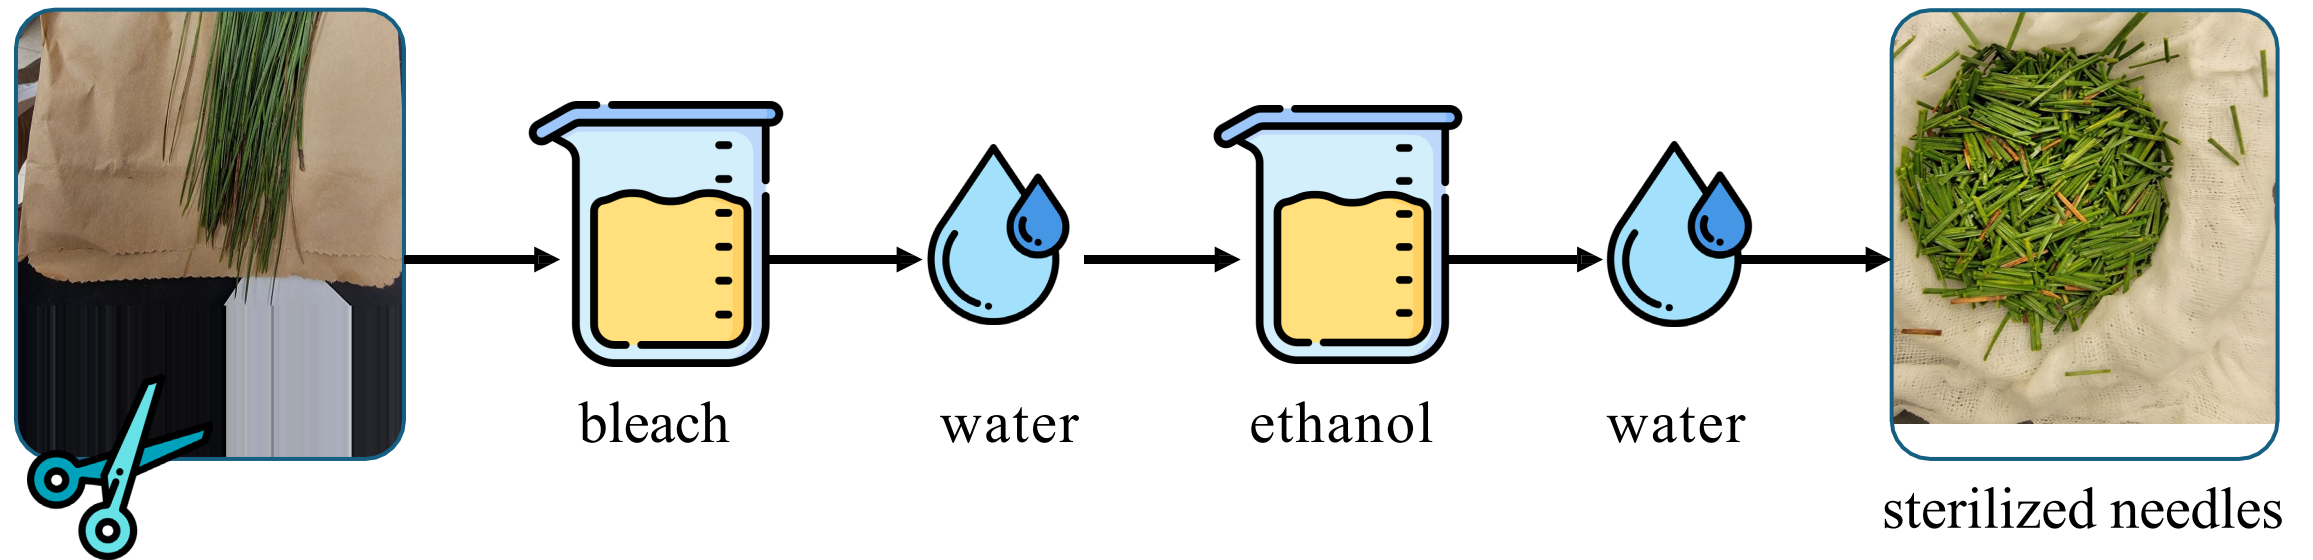 bleach
water
ethanol
water
sterilized needles